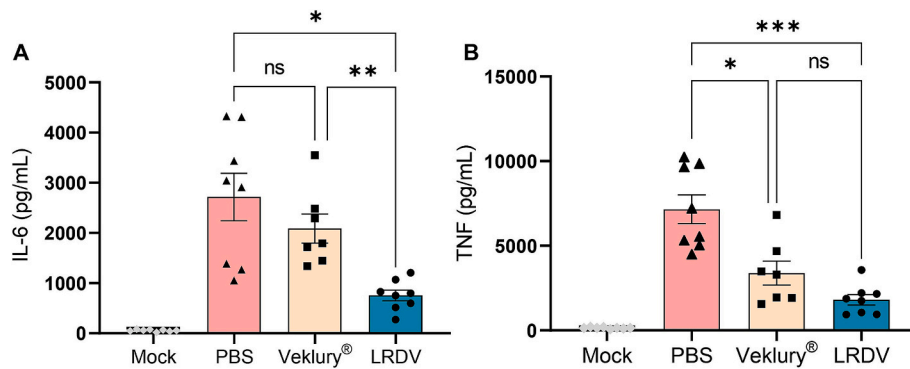 A
*
ns
**
5000
4000
3000
2000
1000
0
IL-6 (pg/mL)
Mock
PBS
Veklury®
LRDV
B
***
*
ns
15000
10000
5000
0
TNF (pg/mL)
Mock
PBS
Veklury®
LRDV